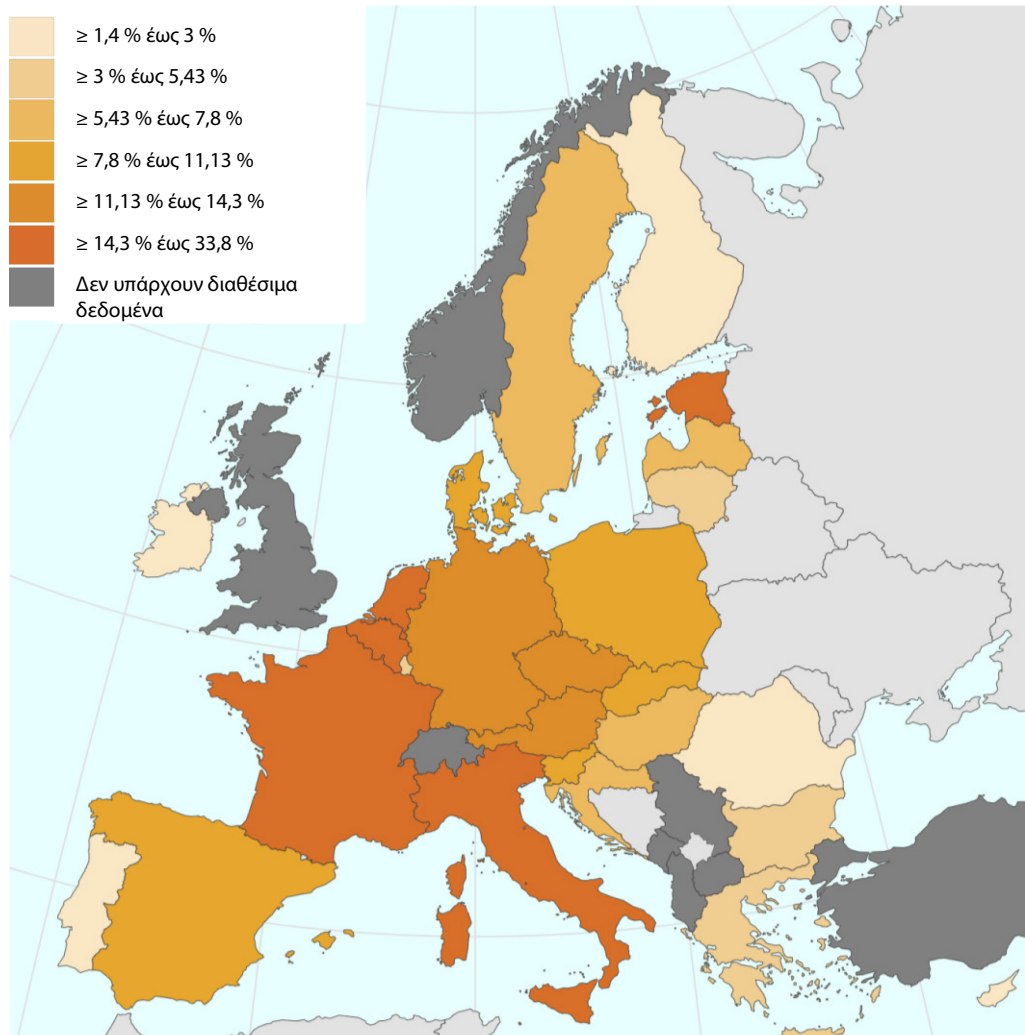 ≥ 1,4 % έως 3 %
≥ 3 % έως 5,43 %
≥ 5,43 % έως 7,8 %
≥ 7,8 % έως 11,13 %
≥ 11,13 % έως 14,3 %
≥ 14,3 % έως 33,8 %
Δεν υπάρχουν διαθέσιμα
δεδομένα